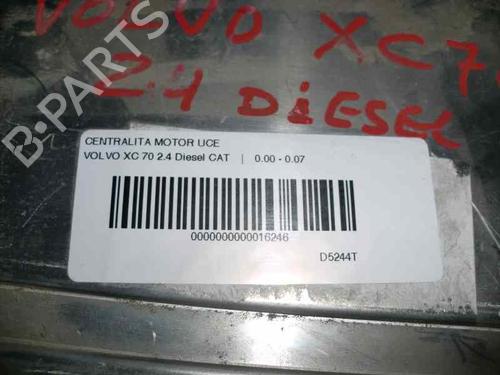 VOLVO XC7
2.4 DiESEL
B-PARTS
CENTRALITA MOTOR UCE
VOLVO XC 70 2.4 Diesel CAT | 0.00 - 0.07
0000000000016246
D5244T